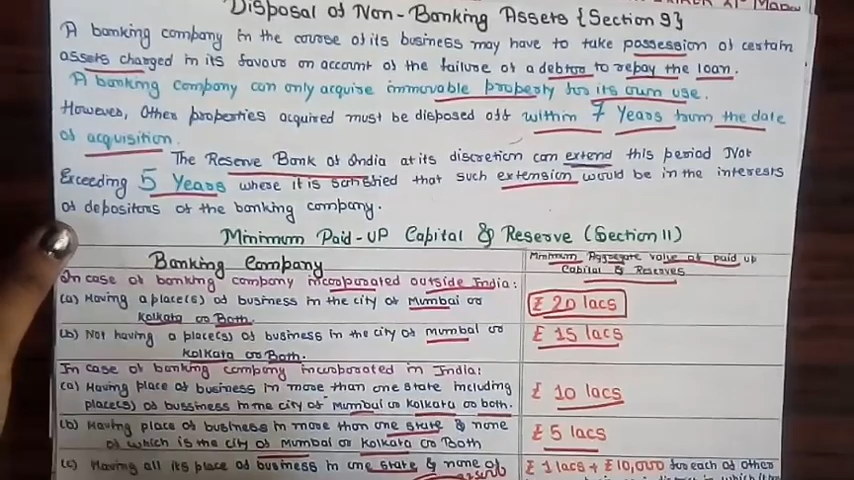 Disposal of Non-Banking Assets {Section 9}
A banking company in the course of its business may have to take possession of certain
assets charged in its favour on account of the failure of a debtor to repay the loan.
A banking company can only acquire immovable property for its own use.
However, Other properties acquired must be disposed off within 7 Years from the date
of acquisition.
The Reserve Bank of India at its discretion can extend this period Not
Exceeding 5 Years where it is satisfied that such extension would be in the interests
of depositors of the banking company.
Minimum Paid-UP Capital & Reserve (Section 11)
Banking Company
Minimum Aggregate value of paid up
Capital & Reserves
In case of banking company incorporated outside India:
(a) Having a place(s) of business in the city of Mumbai or
Kolkata or Both.
₹ 20 lacs
(b) Not having a place(s) of business in the city of Mumbai or
Kolkata or Both.
₹ 15 lacs
In case of banking company incorporated in India:
(a) Having place of business in more than one state including
place(s) of bussiness in the city of Mumbai or Kolkata or both.
₹ 10 lacs
(b) Having place of business in more than one state & none
of which is the city of Mumbai or Kolkata or Both
₹ 5 lacs
(c) Having all its place of business in one state & none of
₹ 1 lacs + ₹ 10,000 for each of other